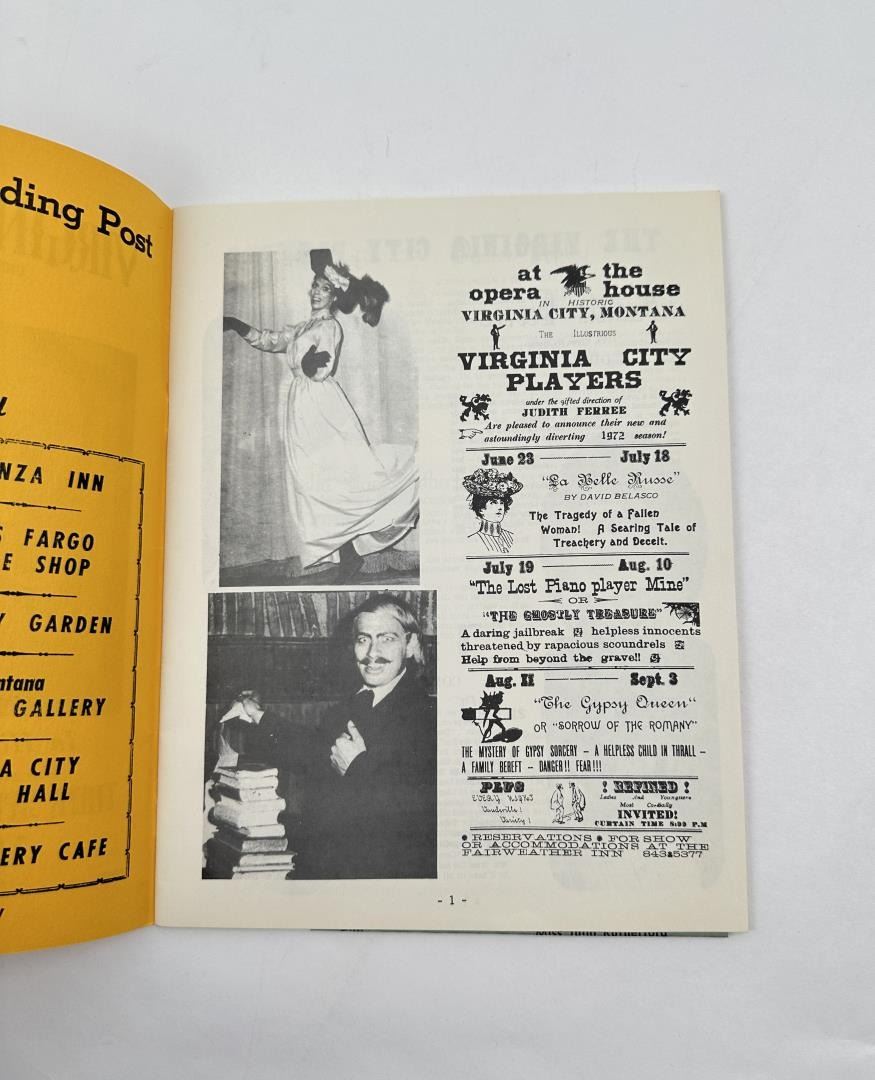 ding Post
NZA INN
S FARGO
E SHOP
Y GARDEN
ntana
GALLERY
A CITY
HALL
ERY CAFE
at the
opera house
IN HISTORIC
VIRGINIA CITY, MONTANA
THE ILLUSTRIOUS
VIRGINIA CITY
PLAYERS
under the gifted direction of
JUDITH FERREE
Are pleased to announce their new and
astoundingly diverting 1972 season!
June 23 July 18
"La Belle Russe"
BY DAVID BELASCO
The Tragedy of a Fallen
Woman! A Searing Tale of
Treachery and Deceit.
July 19 Aug. 10
"The Lost Piano player Mine"
OR
"THE GHOSTLY TREASURE"
A daring jailbreak helpless innocents
threatened by rapacious scoundrels
Help from beyond the grave!!
Aug. 11 Sept. 3
"The Gypsy Queen"
OR "SORROW OF THE ROMANY"
THE MYSTERY OF GYPSY SORCERY - A HELPLESS CHILD IN THRALL -
A FAMILY BEREFT - DANGER!! FEAR!!!
PLUS
EVERY NIGHT
Vaudeville!
Variety!
! REFINED !
Ladies And Youngsters
Most Cordially
INVITED!
CURTAIN TIME 8:00 P.M
• RESERVATIONS • FOR SHOW
OR ACCOMMODATIONS AT THE
FAIRWEATHER INN 843-5377
- 1 -